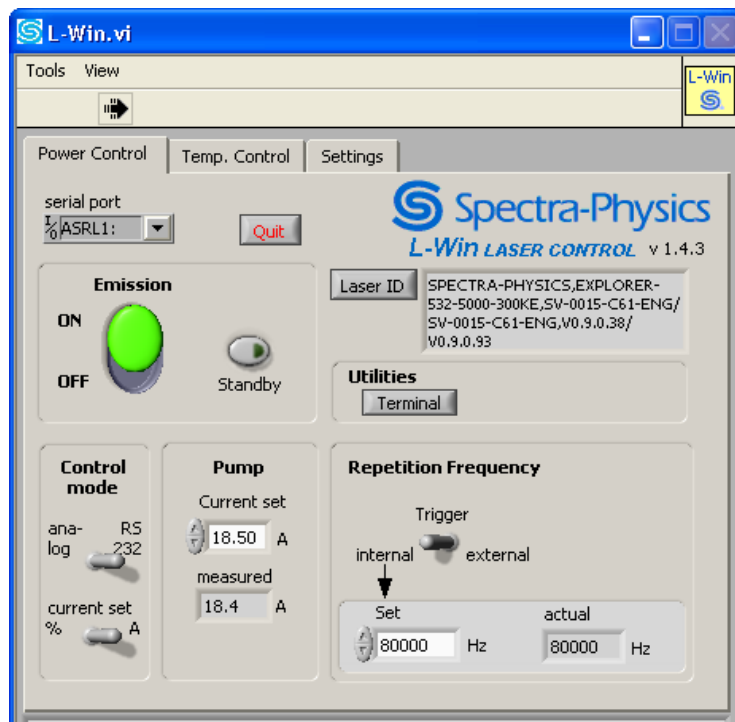 L-Win.vi
Tools View
L-Win
Power Control Temp. Control Settings
serial port
I/O ASRL1:
Quit
Spectra-Physics
L-WIN LASER CONTROL v 1.4.3
Emission
ON
OFF
Standby
Laser ID
SPECTRA-PHYSICS,EXPLORER-
532-5000-300KE,SV-0015-C61-ENG/
SV-0015-C61-ENG,V0.9.0.38/
V0.9.0.93
Utilities
Terminal
Control
mode
ana- RS
log 232
current set
% A
Pump
Current set
18.50 A
measured
18.4 A
Repetition Frequency
Trigger
internal external
Set actual
80000 Hz 80000 Hz